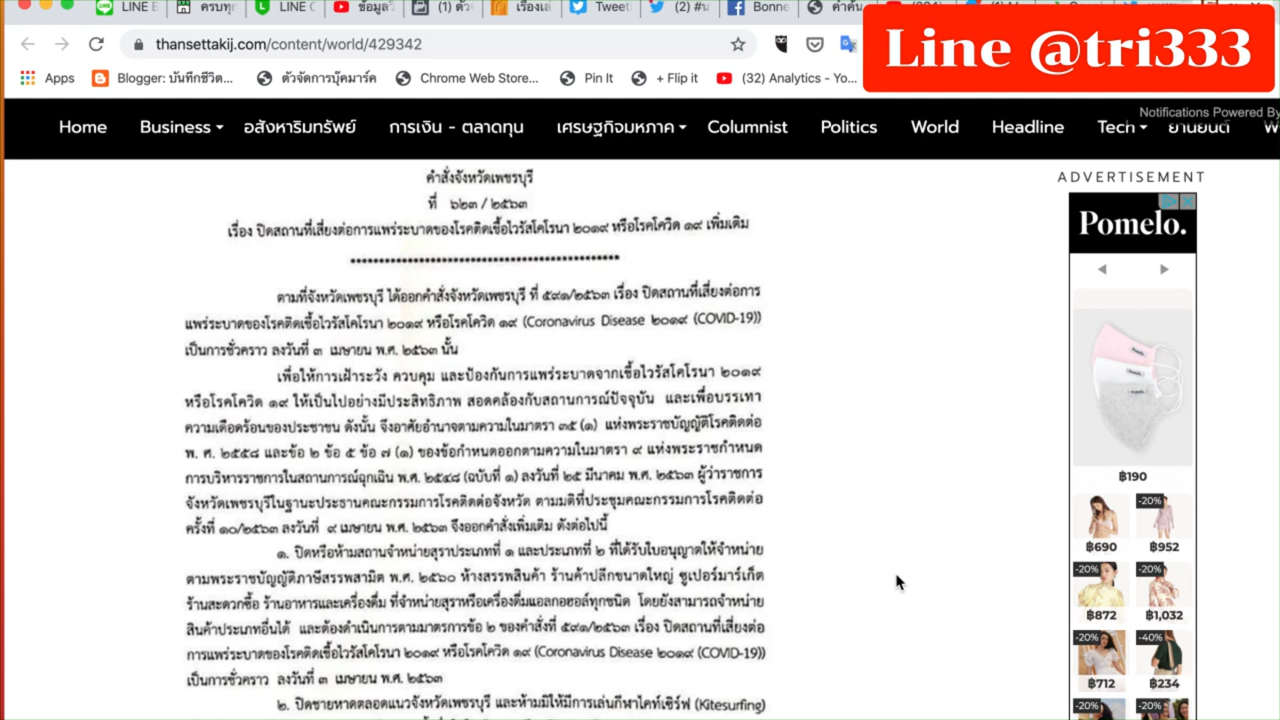 LINE B
ครบทุ
LINE C
ข้อมูลวั
(1) ตัวจ
เรื่องเล่
Tweet
(2) #น
Bonne
คำค้น
Line @tri333
thansettakij.com/content/world/429342
Apps
Blogger: บันทึกชีวิต...
ตัวจัดการบุ๊คมาร์ค
Chrome Web Store...
Pin It
+ Flip it
(32) Analytics - Yo...
Notifications Powered By
Home
Business
อสังหาริมทรัพย์
การเงิน - ตลาดทุน
เศรษฐกิจมหภาค
Columnist
Politics
World
Headline
Tech
ยานยนต์
คำสั่งจังหวัดเพชรบุรี
ที่ ๖๒๓ / ๒๕๖๓
เรื่อง ปิดสถานที่เสี่ยงต่อการแพร่ระบาดของโรคติดเชื้อไวรัสโคโรนา ๒๐๑๙ หรือโรคโควิด ๑๙ เพิ่มเติม
ตามที่จังหวัดเพชรบุรี ได้ออกคำสั่งจังหวัดเพชรบุรี ที่ ๕๙๑/๒๕๖๓ เรื่อง ปิดสถานที่เสี่ยงต่อการ
แพร่ระบาดของโรคติดเชื้อไวรัสโคโรนา ๒๐๑๙ หรือโรคโควิด ๑๙ (Coronavirus Disease ๒๐๑๙ (COVID-19))
เป็นการชั่วคราว ลงวันที่ ๓ เมษายน พ.ศ. ๒๕๖๓ นั้น
เพื่อให้การเฝ้าระวัง ควบคุม และป้องกันการแพร่ระบาดจากเชื้อไวรัสโคโรนา ๒๐๑๙
หรือโรคโควิด ๑๙ ให้เป็นไปอย่างมีประสิทธิภาพ สอดคล้องกับสถานการณ์ปัจจุบัน และเพื่อบรรเทา
ความเดือดร้อนของประชาชน ดังนั้น จึงอาศัยอำนาจตามความในมาตรา ๓๕ (๑) แห่งพระราชบัญญัติโรคติดต่อ
พ. ศ. ๒๕๕๘ และข้อ ๒ ข้อ ๕ ข้อ ๗ (๑) ของข้อกำหนดออกตามความในมาตรา ๙ แห่งพระราชกำหนด
การบริหารราชการในสถานการณ์ฉุกเฉิน พ.ศ. ๒๕๔๘ (ฉบับที่ ๑) ลงวันที่ ๒๕ มีนาคม พ.ศ. ๒๕๖๓ ผู้ว่าราชการ
จังหวัดเพชรบุรีในฐานะประธานคณะกรรมการโรคติดต่อจังหวัด ตามมติที่ประชุมคณะกรรมการโรคติดต่อ
ครั้งที่ ๑๐/๒๕๖๓ ลงวันที่ ๙ เมษายน พ.ศ. ๒๕๖๓ จึงออกคำสั่งเพิ่มเติม ดังต่อไปนี้
๑. ปิดหรือห้ามสถานจำหน่ายสุราประเภทที่ ๑ และประเภทที่ ๒ ที่ได้รับใบอนุญาตให้จำหน่าย
ตามพระราชบัญญัติภาษีสรรพสามิต พ.ศ. ๒๕๖๐ ห้างสรรพสินค้า ร้านค้าปลีกขนาดใหญ่ ซูเปอร์มาร์เก็ต
ร้านสะดวกซื้อ ร้านอาหารและเครื่องดื่ม ที่จำหน่ายสุราหรือเครื่องดื่มแอลกอฮอล์ทุกชนิด โดยยังสามารถจำหน่าย
สินค้าประเภทอื่นได้ และต้องดำเนินการตามมาตรการข้อ ๒ ของคำสั่งที่ ๕๙๑/๒๕๖๓ เรื่อง ปิดสถานที่เสี่ยงต่อ
การแพร่ระบาดของโรคติดเชื้อไวรัสโคโรนา ๒๐๑๙ หรือโรคโควิด ๑๙ (Coronavirus Disease ๒๐๑๙ (COVID-19))
เป็นการชั่วคราว ลงวันที่ ๓ เมษายน พ.ศ. ๒๕๖๓
๒. ปิดชายหาดตลอดแนวจังหวัดเพชรบุรี และห้ามมิให้มีการเล่นกีฬาไคท์เซิร์ฟ (Kitesurfing)
ADVERTISEMENT
Pomelo.
฿190
-20%
฿690
฿952
-20%
-20%
฿872
฿1,032
-20%
-40%
฿712
฿234
-20%
-20%